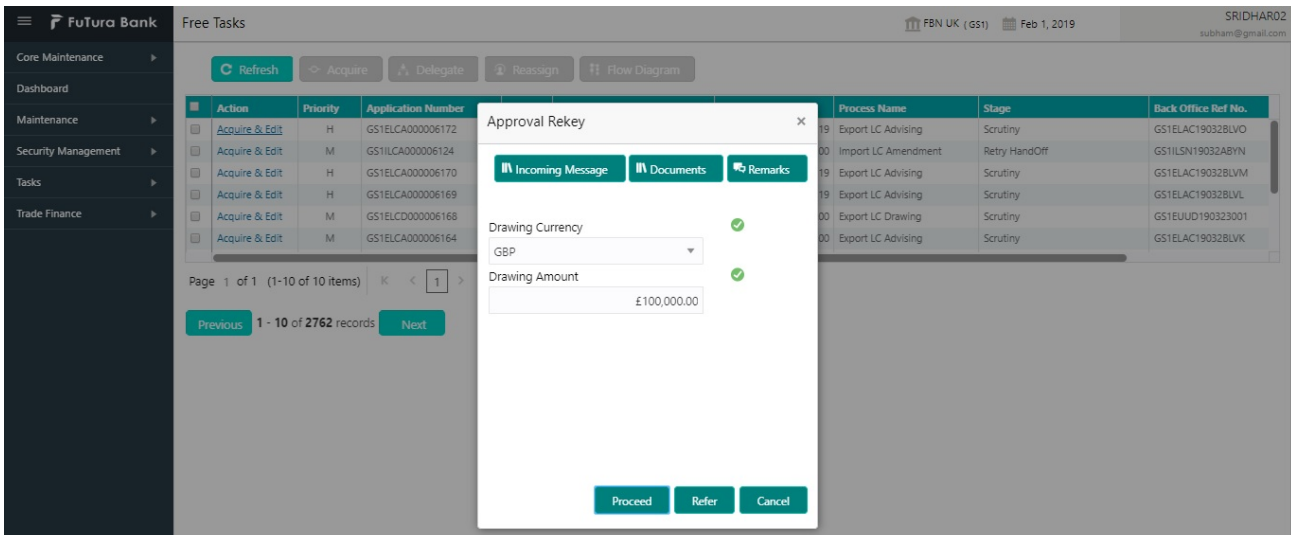 FuTura Bank
Free Tasks
FBN UK (GS1)
Feb 1, 2019
SRIDHAR02
subham@gmail.com
Core Maintenance
Dashboard
Maintenance
Security Management
Tasks
Trade Finance
Refresh
Acquire
Delegate
Reassign
Flow Diagram
Action Priority Application Number Process Name Stage Back Office Ref No.
Acquire & Edit H GS1ELCA000006172 19 Export LC Advising Scrutiny GS1ELAC19032BLVO
Acquire & Edit M GS1ILCA000006124 00 Import LC Amendment Retry HandOff GS1ILSN19032ABYN
Acquire & Edit H GS1ELCA000006170 19 Export LC Advising Scrutiny GS1ELAC19032BLVM
Acquire & Edit H GS1ELCA000006169 19 Export LC Advising Scrutiny GS1ELAC19032BLVL
Acquire & Edit M GS1ELCD000006168 00 Export LC Drawing Scrutiny GS1EUUD190323001
Acquire & Edit M GS1ELCA000006164 00 Export LC Advising Scrutiny GS1ELAC19032BLVK
Page 1 of 1 (1-10 of 10 items) K < 1 >
Previous 1 - 10 of 2762 records Next
Approval Rekey ×
Incoming Message
Documents
Remarks
Drawing Currency
GBP
Drawing Amount
£100,000.00
Proceed
Refer
Cancel